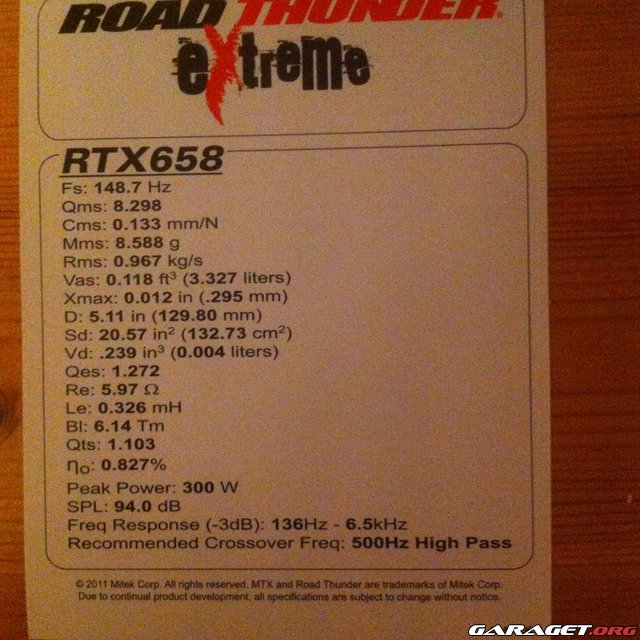 ROAD THUNDER®
eXtreme
RTX658
Fs: 148.7 Hz
Qms: 8.298
Cms: 0.133 mm/N
Mms: 8.588 g
Rms: 0.967 kg/s
Vas: 0.118 ft³ (3.327 liters)
Xmax: 0.012 in (.295 mm)
D: 5.11 in (129.80 mm)
Sd: 20.57 in² (132.73 cm²)
Vd: .239 in³ (0.004 liters)
Qes: 1.272
Re: 5.97 Ω
Le: 0.326 mH
Bl: 6.14 Tm
Qts: 1.103
ηo: 0.827%
Peak Power: 300 W
SPL: 94.0 dB
Freq Response (-3dB): 136Hz - 6.5kHz
Recommended Crossover Freq: 500Hz High Pass
© 2011 Mitek Corp. All rights reserved. MTX and Road Thunder are trademarks of Mitek Corp.
Due to continual product development, all specifications are subject to change without notice.
GARAGET.ORG